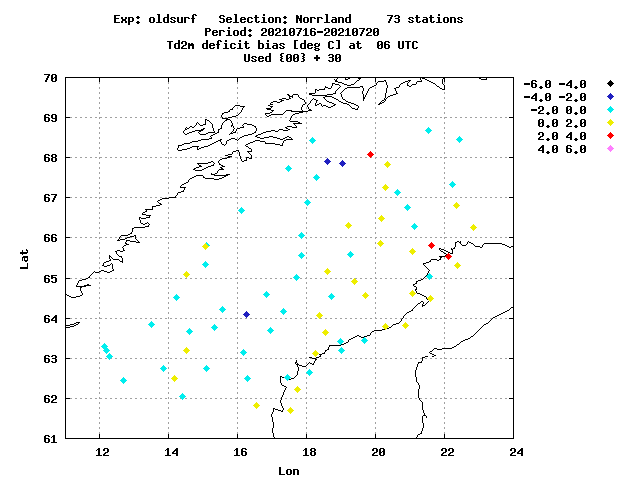 Exp: oldsurf   Selection: Norrland     73 stations
Period: 20210716-20210720
Td2m deficit bias [deg C] at  06 UTC
Used {00} + 30
-6.0 -4.0
-4.0 -2.0
-2.0 0.0
0.0 2.0
2.0 4.0
4.0 6.0
70
69
68
67
66
65
64
63
62
61
Lat
12 14 16 18 20 22 24
Lon